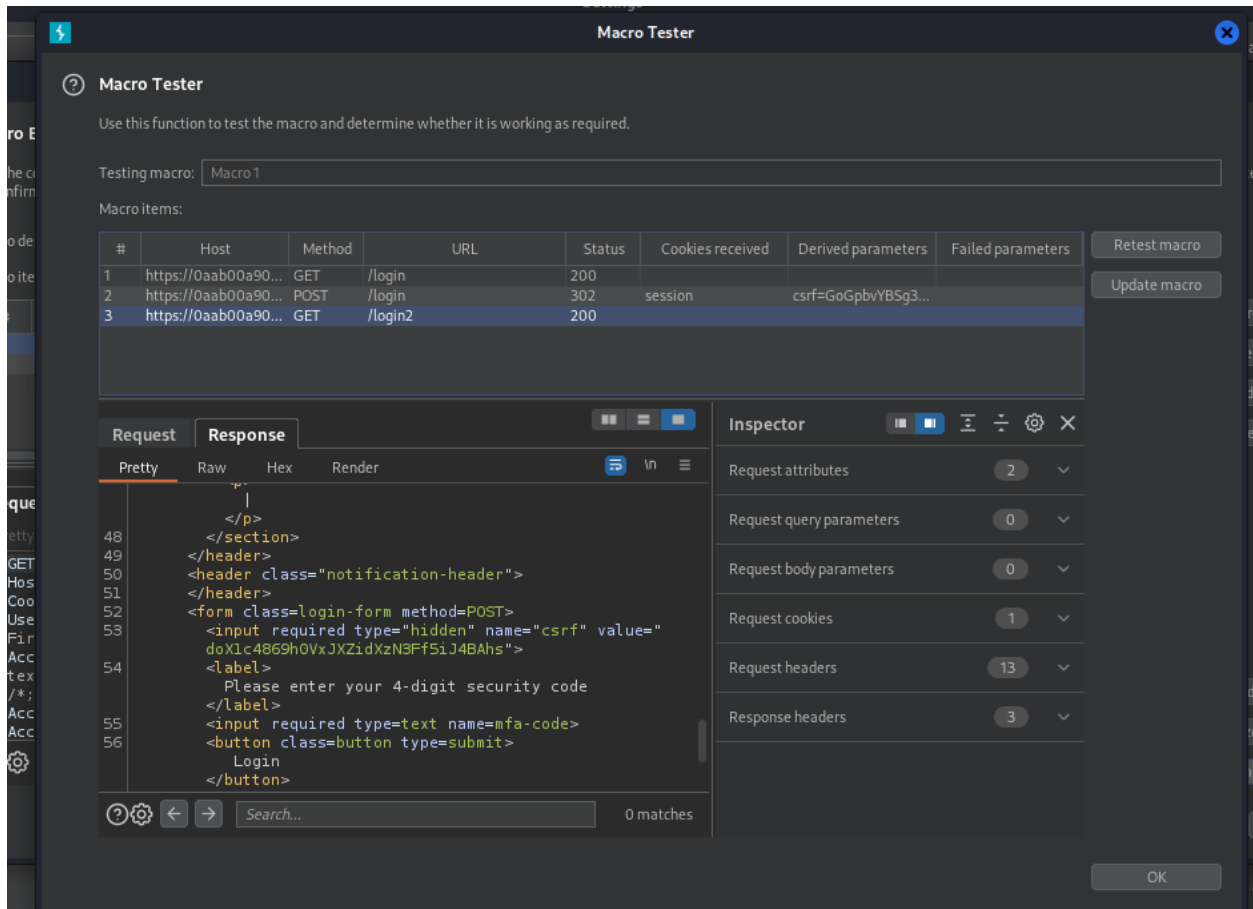 Macro Tester
Macro Tester
Use this function to test the macro and determine whether it is working as required.
Testing macro: Macro 1
Macro items:
# Host Method URL Status Cookies received Derived parameters Failed parameters
1 https://0aab00a90... GET /login 200
2 https://0aab00a90... POST /login 302 session csrf=GoGpbvYBSg3...
3 https://0aab00a90... GET /login2 200
Retest macro
Update macro
Request Response
Pretty Raw Hex Render \n
|
</p>
48 </section>
49 </header>
50 <header class="notification-header">
51 </header>
52 <form class=login-form method=POST>
53 <input required type="hidden" name="csrf" value="
doX1c4869h0VxJXZidXzN3Ff5iJ4BAhs">
54 <label>
Please enter your 4-digit security code
</label>
55 <input required type=text name=mfa-code>
56 <button class=button type=submit>
Login
</button>
Search...
0 matches
Inspector
Request attributes 2
Request query parameters 0
Request body parameters 0
Request cookies 1
Request headers 13
Response headers 3
OK